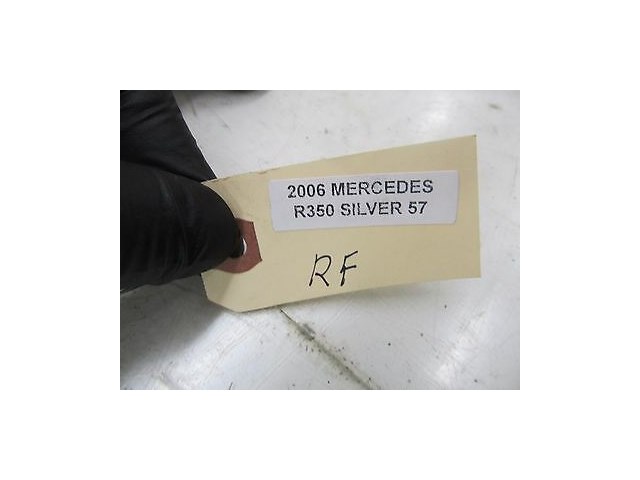 2006 MERCEDES
R350 SILVER 57
RF